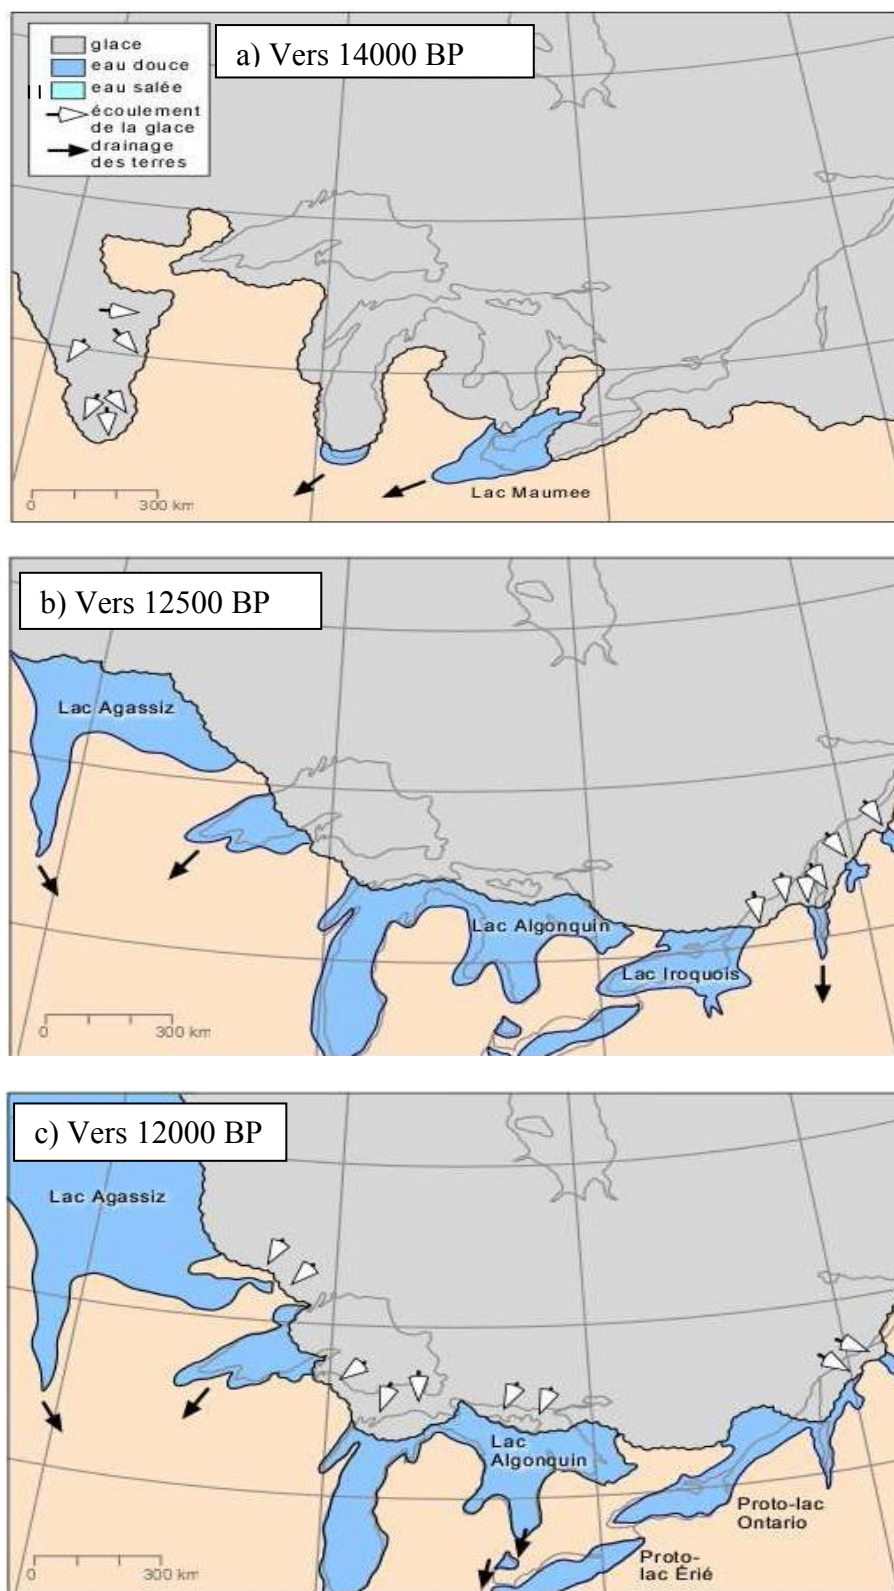 a) Vers 14000 BP
glace
eau douce
eau salée
écoulement
de la glace
drainage
des terres
Lac Maumee
0 300 km
b) Vers 12500 BP
Lac Agassiz
Lac Algonquin
Lac Iroquois
0 300 km
c) Vers 12000 BP
Lac Agassiz
Lac
Algonquin
Proto-lac
Ontario
Proto-
lac Érié
0 300 km